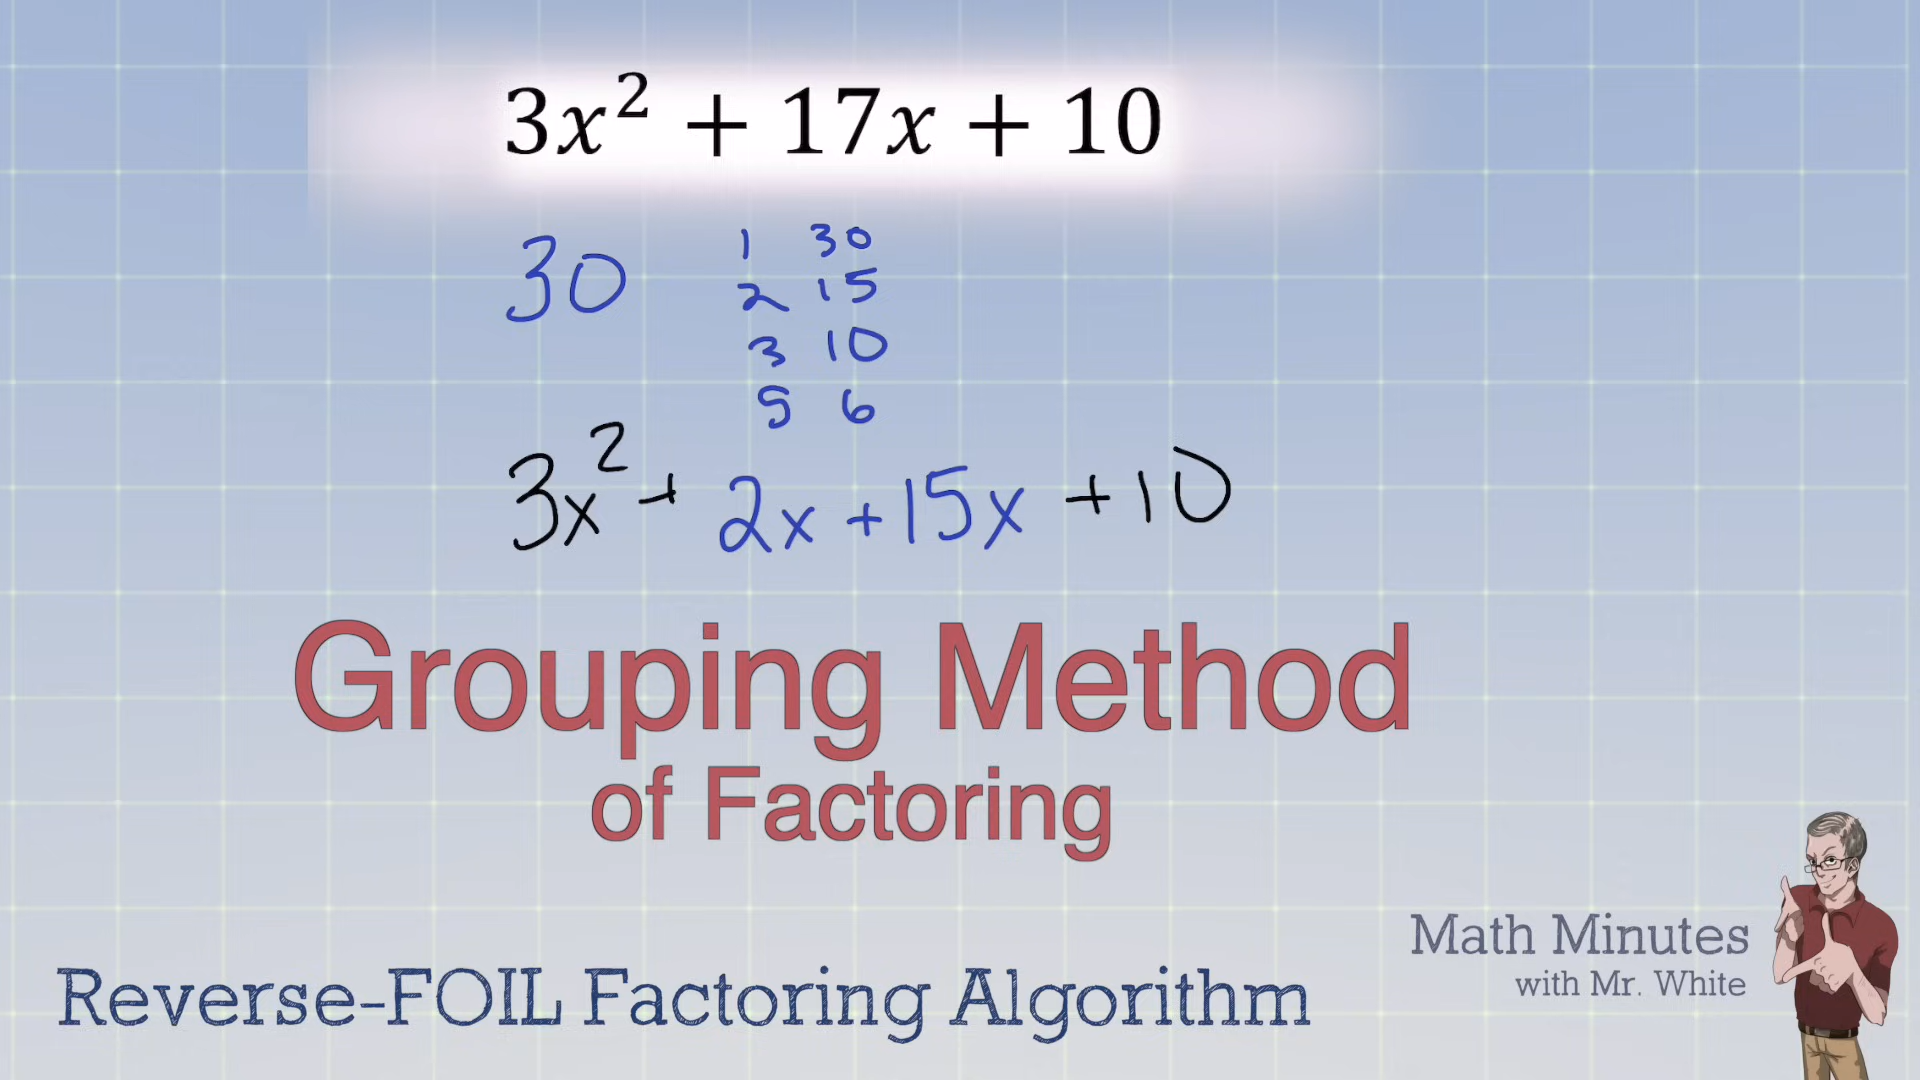 3x² + 17x + 10
30
1 30
2 15
3 10
5 6
3x² + 2x + 15x + 10
Grouping Method
of Factoring
Math Minutes
with Mr. White
Reverse-FOIL Factoring Algorithm